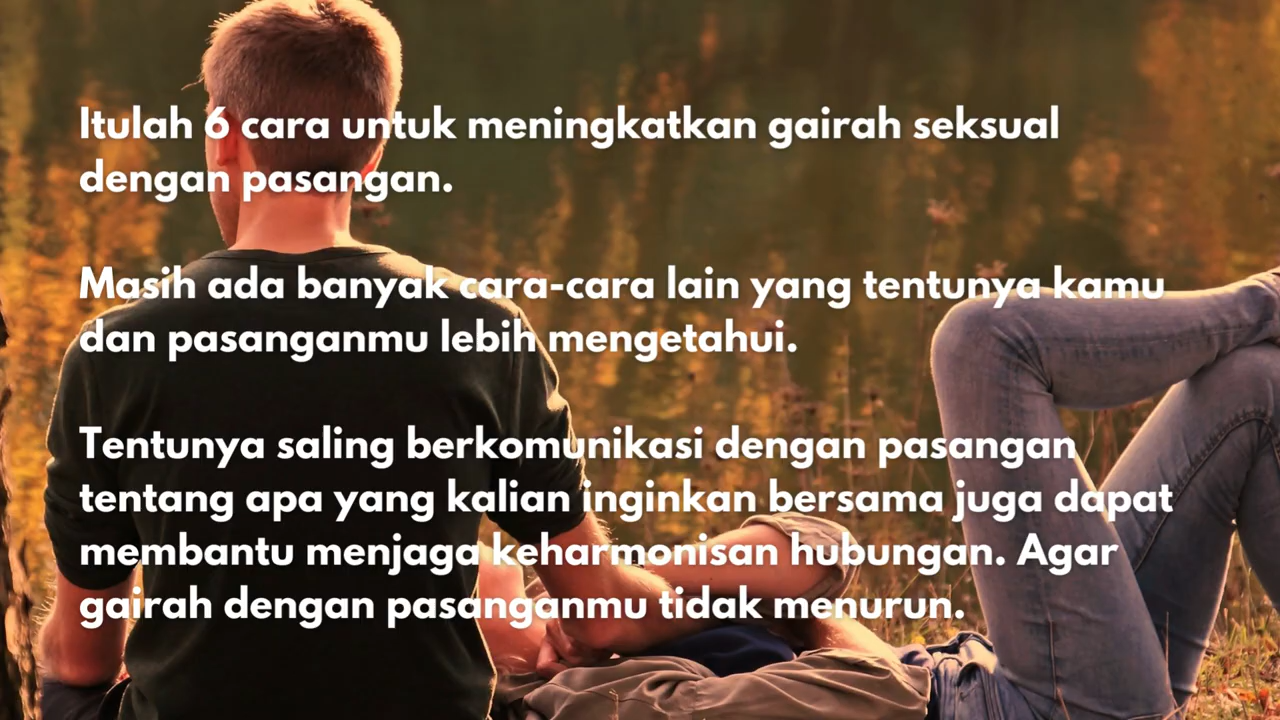 Itulah 6 cara untuk meningkatkan gairah seksual
dengan pasangan.
Masih ada banyak cara-cara lain yang tentunya kamu
dan pasanganmu lebih mengetahui.
Tentunya saling berkomunikasi dengan pasangan
tentang apa yang kalian inginkan bersama juga dapat
membantu menjaga keharmonisan hubungan. Agar
gairah dengan pasanganmu tidak menurun.